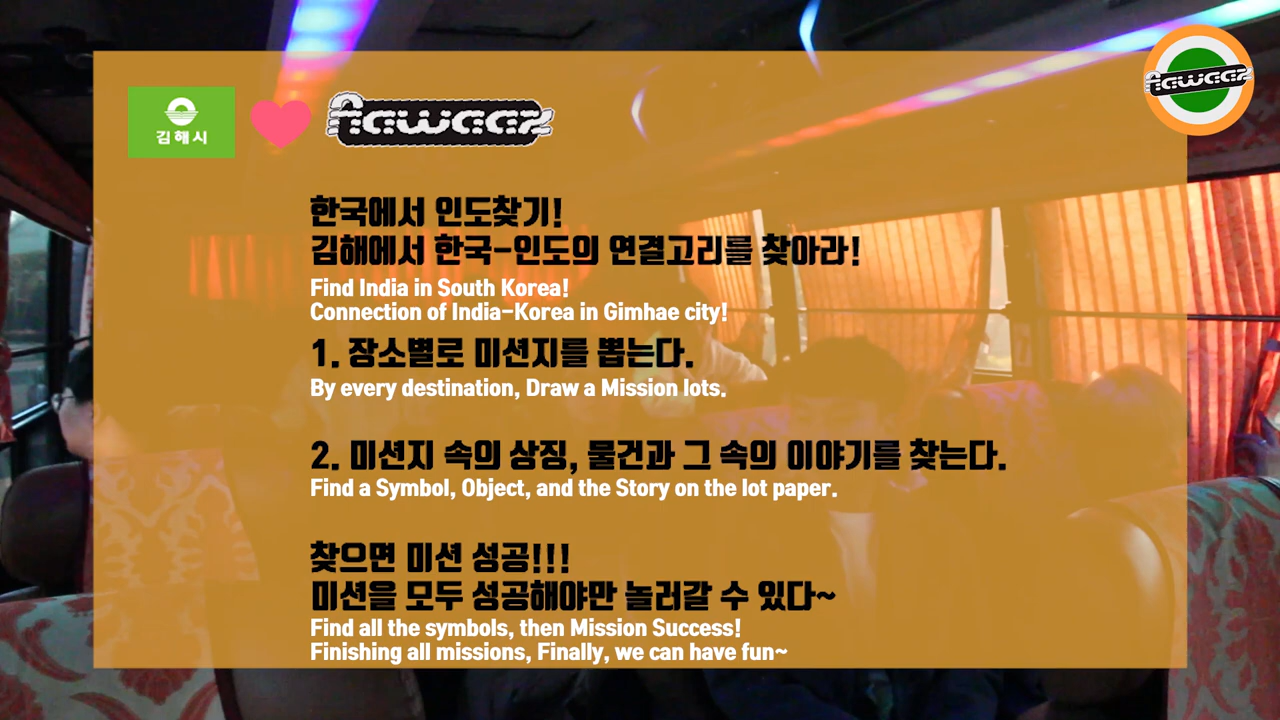 김해시
Aawaaz
Aawaaz
한국에서 인도찾기!
김해에서 한국-인도의 연결고리를 찾아라!
Find India in South Korea!
Connection of India-Korea in Gimhae city!
1. 장소별로 미션지를 뽑는다.
By every destination, Draw a Mission lots.
2. 미션지 속의 상징, 물건과 그 속의 이야기를 찾는다.
Find a Symbol, Object, and the Story on the lot paper.
찾으면 미션 성공!!!
미션을 모두 성공해야만 놀러갈 수 있다~
Find all the symbols, then Mission Success!
Finishing all missions, Finally, we can have fun~